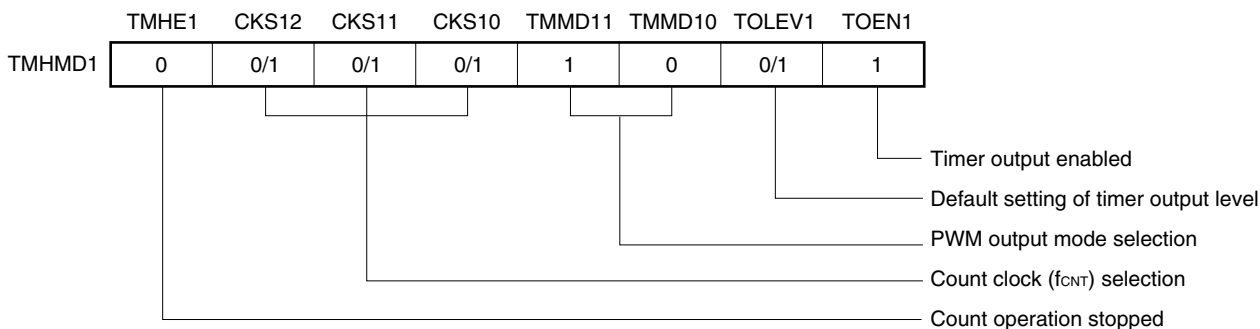 TMHE1 CKS12 CKS11 CKS10 TMMD11 TMMD10 TOLEV1 TOEN1
TMHMD1 0 0/1 0/1 0/1 1 0 0/1 1
Timer output enabled
Default setting of timer output level
PWM output mode selection
Count clock (fCNT) selection
Count operation stopped